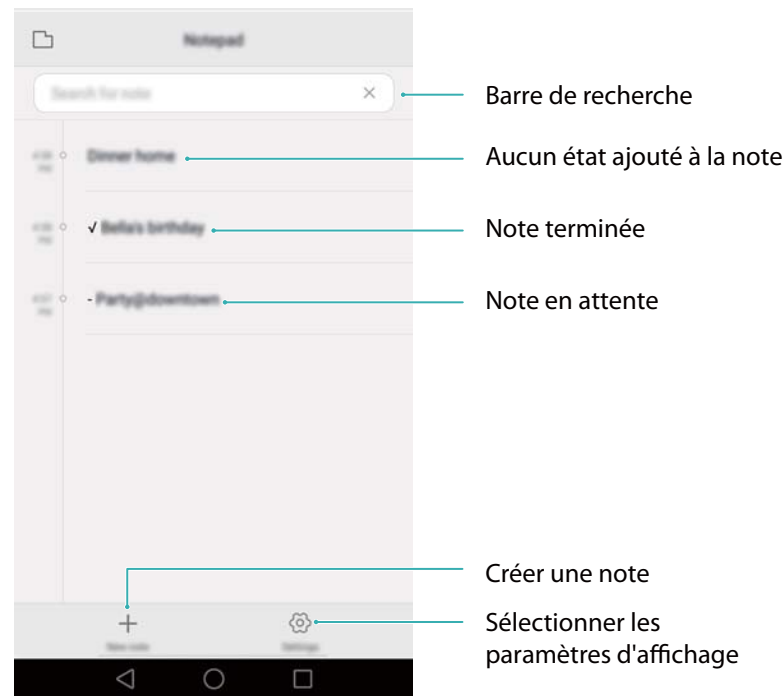 Notepad
Search for note
Barre de recherche
Dinner home
Aucun état ajouté à la note
√ Bella's birthday
Note terminée
- Party@downtown
Note en attente
Créer une note
Sélectionner les
paramètres d'affichage
New note
Settings